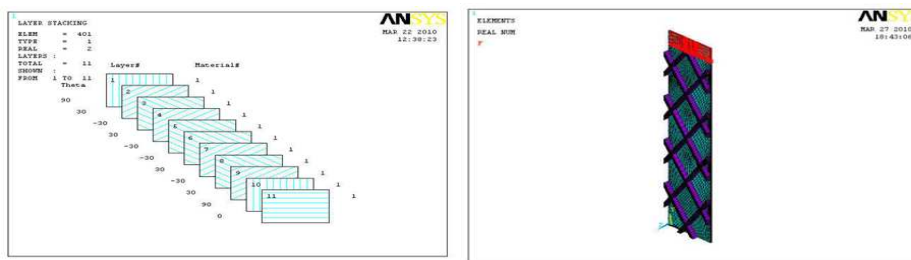 1
LAYER STACKING
ELEM = 401
TYPE = 1
REAL = 2
LAYERS :
TOTAL = 11
SHOWN :
FROM 1 TO 11
ANSYS
MAR 22 2010
12:38:23
Layer# Material#
Theta
90 1 1
30 2 1
-30 3 1
30 4 1
-30 5 1
-30 6 1
30 7 1
-30 8 1
30 9 1
90 10 1
0 11 1
ELEMENTS
REAL NUM
F
ANSYS
MAR 27 2010
18:43:06